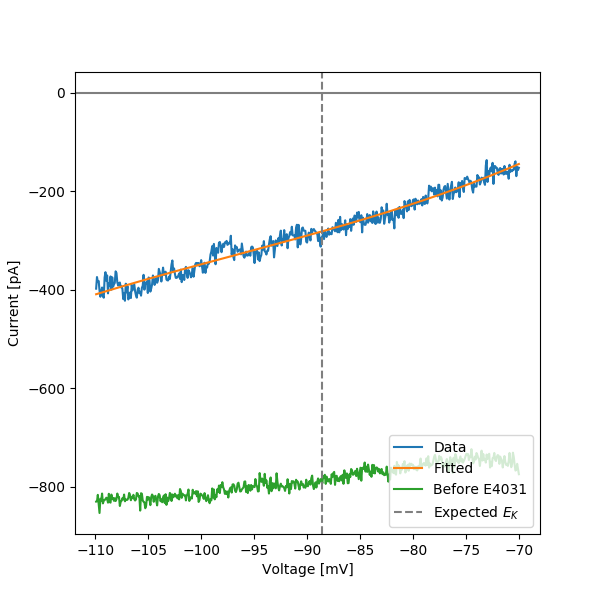 0
−200
−400
−600
−800
Current [pA]
−110 −105 −100 −95 −90 −85 −80 −75 −70
Voltage [mV]
Data
Fitted
Before E4031
Expected E_K